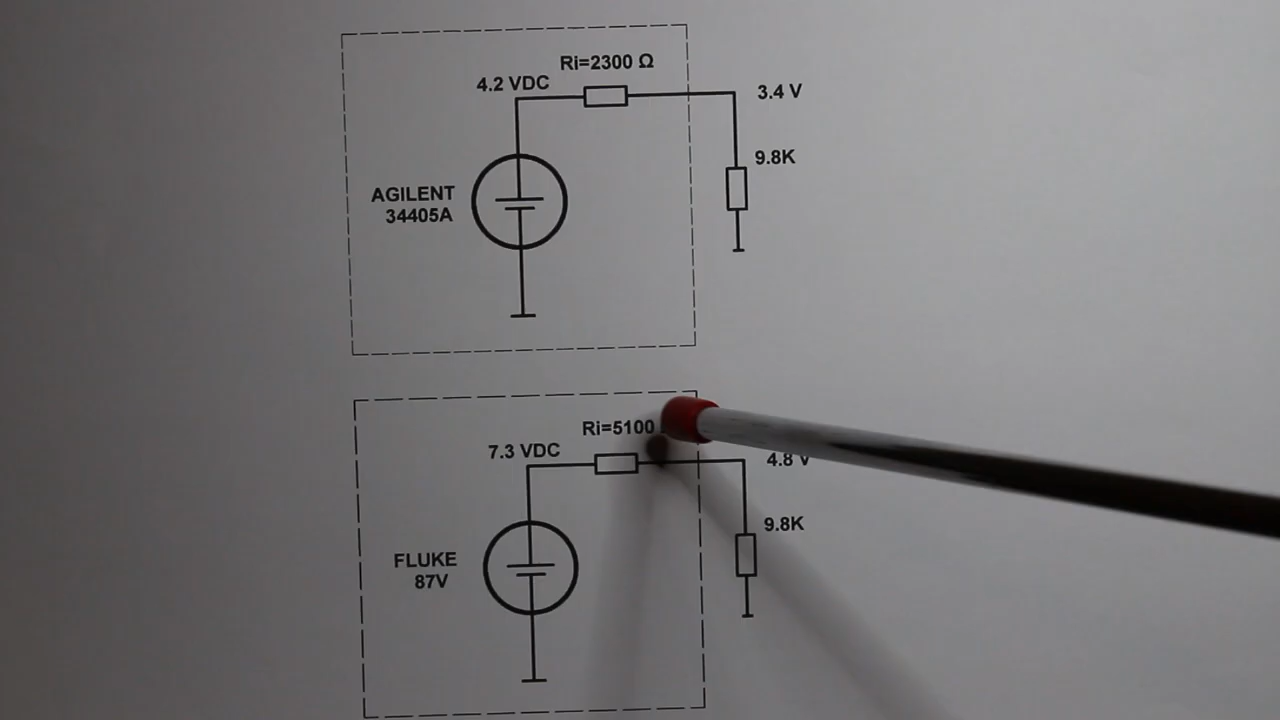 Ri=2300 Ω
4.2 VDC
3.4 V
9.8K
AGILENT
34405A
Ri=5100
7.3 VDC
4.8 V
9.8K
FLUKE
87V